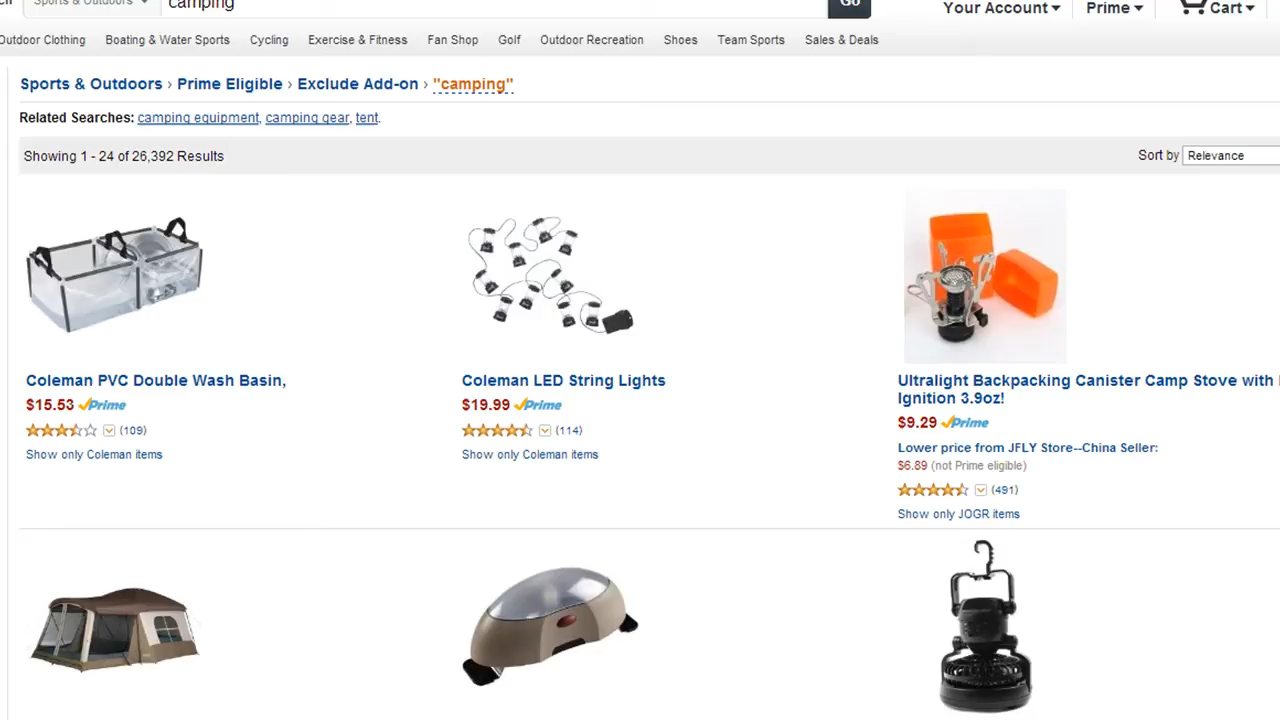 Sports & Outdoors camping Go Your Account Prime Cart
Outdoor Clothing Boating & Water Sports Cycling Exercise & Fitness Fan Shop Golf Outdoor Recreation Shoes Team Sports Sales & Deals
Sports & Outdoors › Prime Eligible › Exclude Add-on › "camping"
Related Searches: camping equipment, camping gear, tent.
Showing 1 - 24 of 26,392 Results
Sort by Relevance
Coleman PVC Double Wash Basin,
$15.53 Prime
(109)
Show only Coleman items
Coleman LED String Lights
$19.99 Prime
(114)
Show only Coleman items
Ultralight Backpacking Canister Camp Stove with
Ignition 3.9oz!
$9.29 Prime
Lower price from JFLY Store--China Seller:
$6.89 (not Prime eligible)
(491)
Show only JOGR items